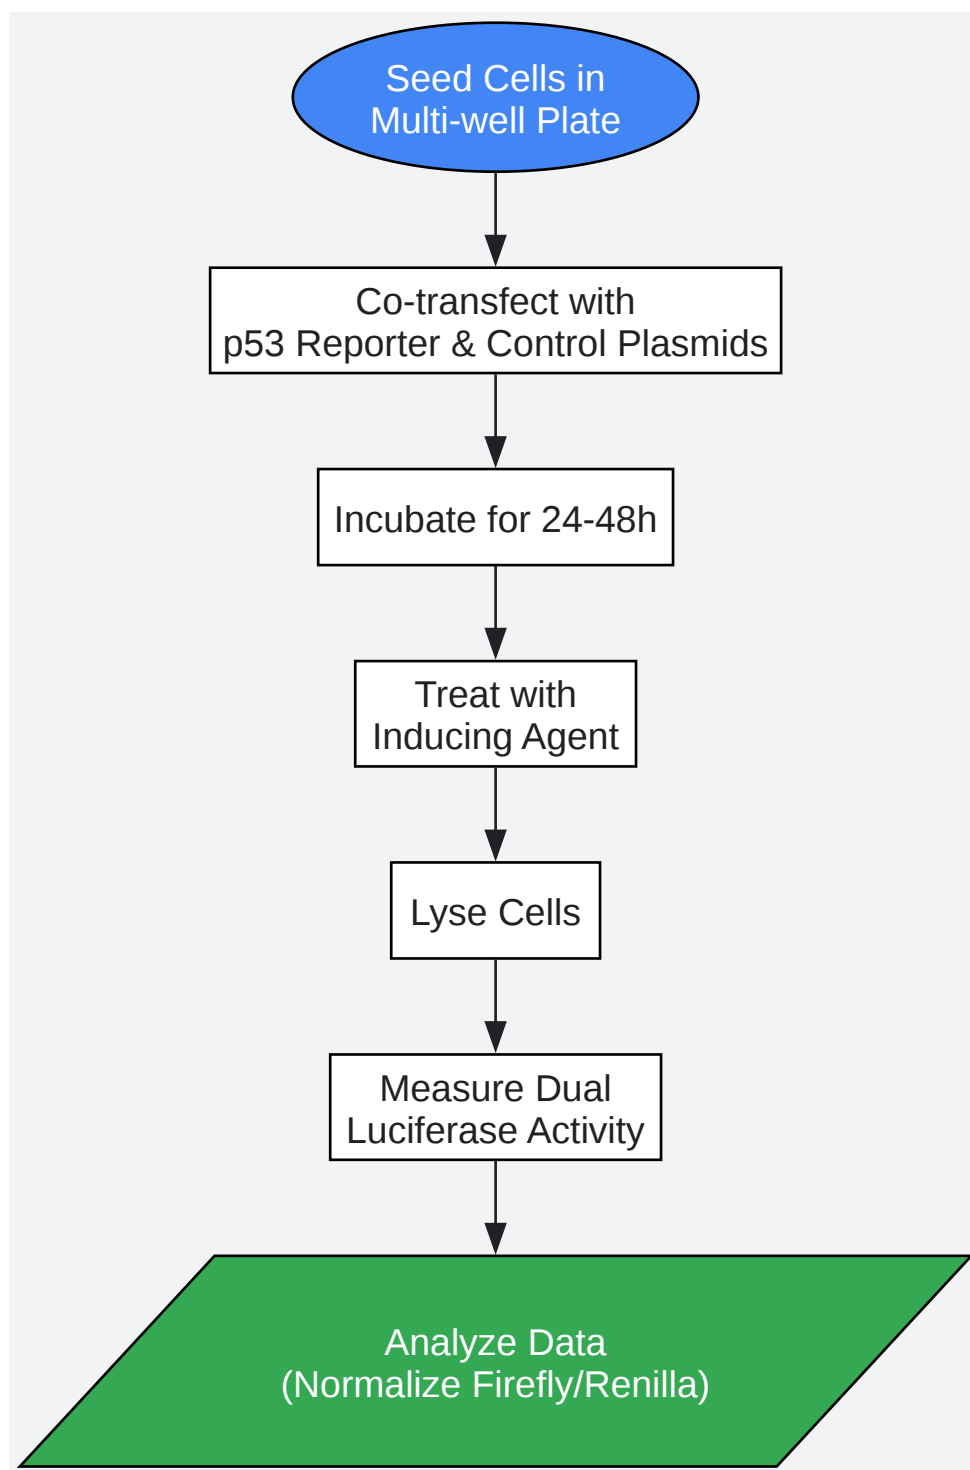 Seed Cells in
Multi-well Plate
Co-transfect with
p53 Reporter & Control Plasmids
Incubate for 24-48h
Treat with
Inducing Agent
Lyse Cells
Measure Dual
Luciferase Activity
Analyze Data
(Normalize Firefly/Renilla)